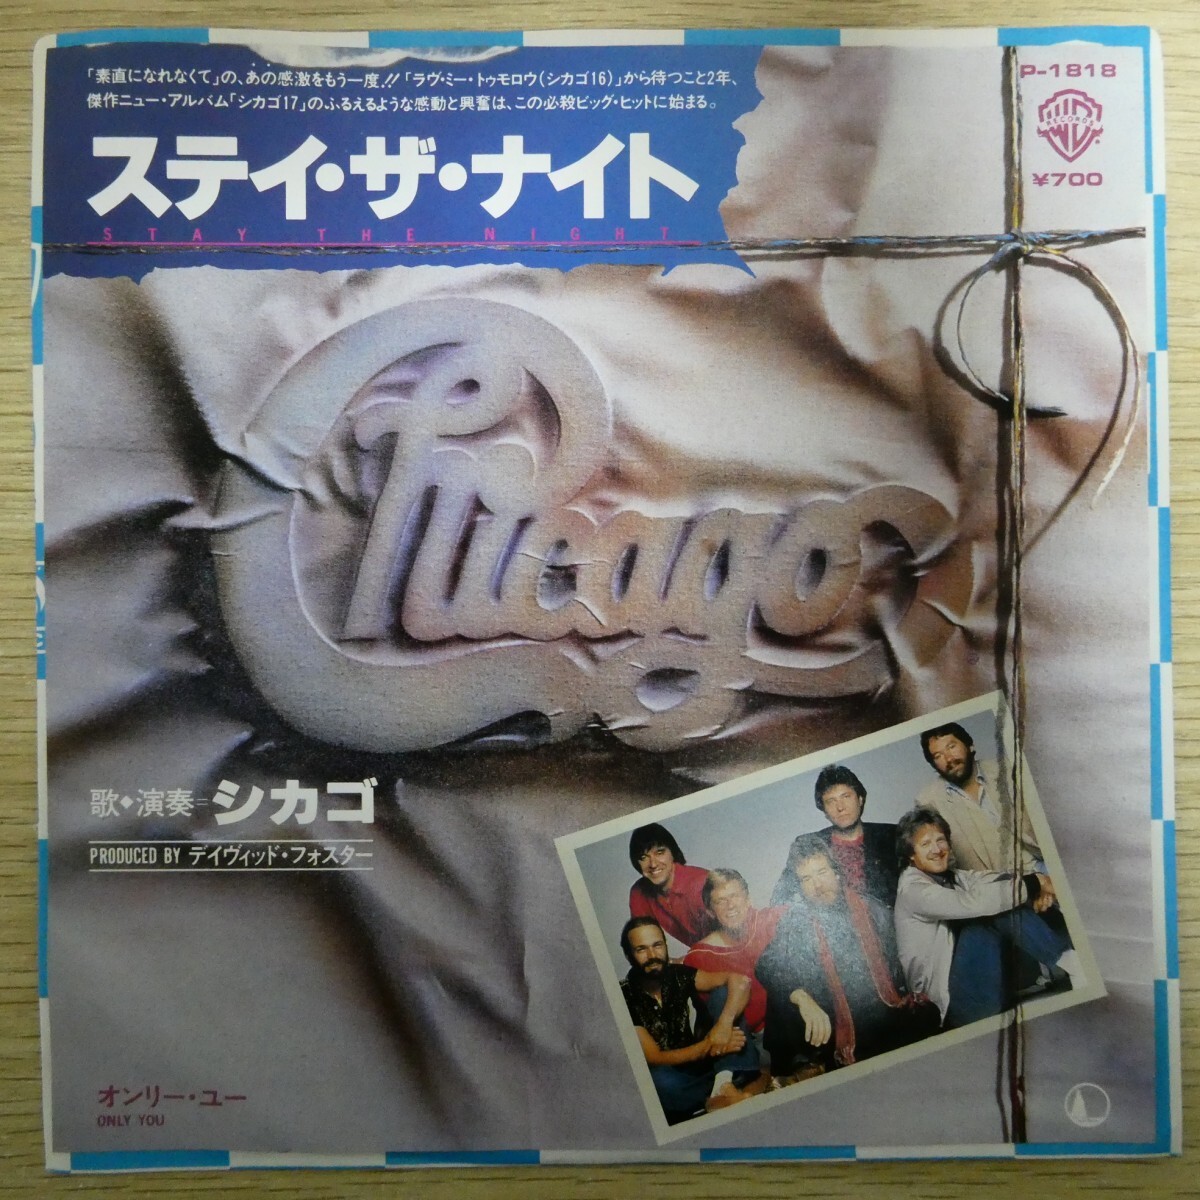 「素直になれなくて」の、あの感激をもう一度!!「ラヴ・ミー・トゥモロウ(シカゴ16)」から待つこと2年、
傑作ニュー・アルバム「シカゴ17」のふるえるような感動と興奮は、この必殺ビッグ・ヒットに始まる。
ステイ・ザ・ナイト
STAY THE NIGHT
P-1818
RECORDS
¥700
Chicago
歌◆演奏=シカゴ
PRODUCED BY デイヴィッド・フォスター
オンリー・ユー
ONLY YOU